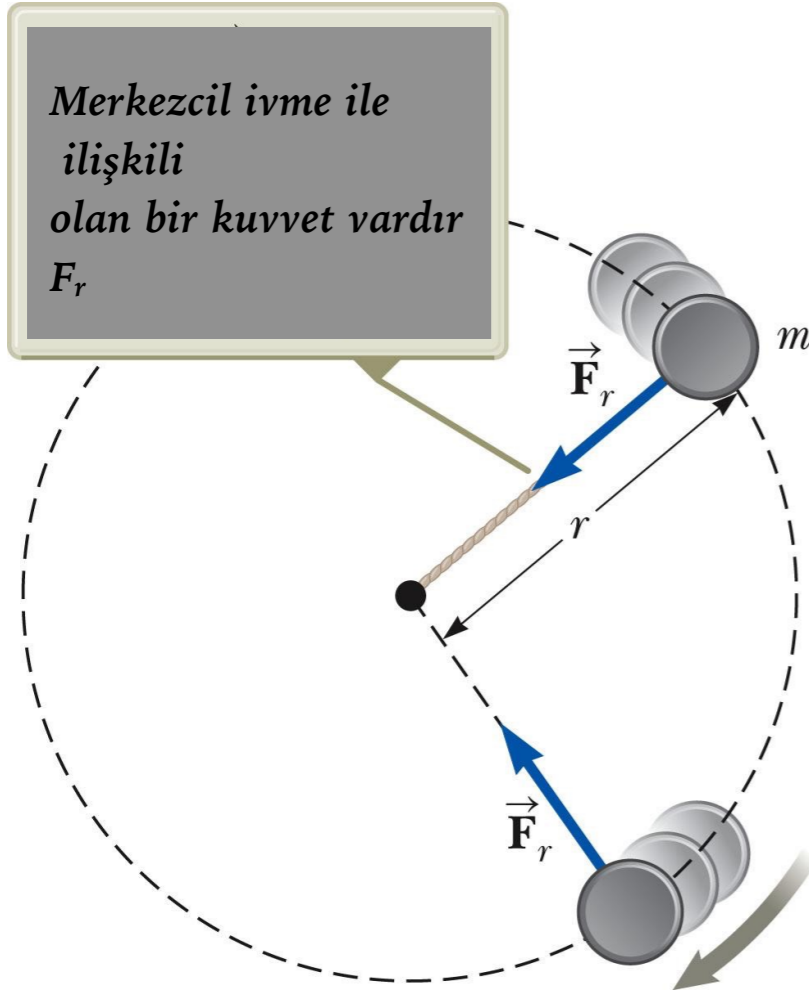 Merkezcil ivme ile
ilişkili
olan bir kuvvet vardır
Fᵣ
m
F⃗ᵣ
r
F⃗ᵣ